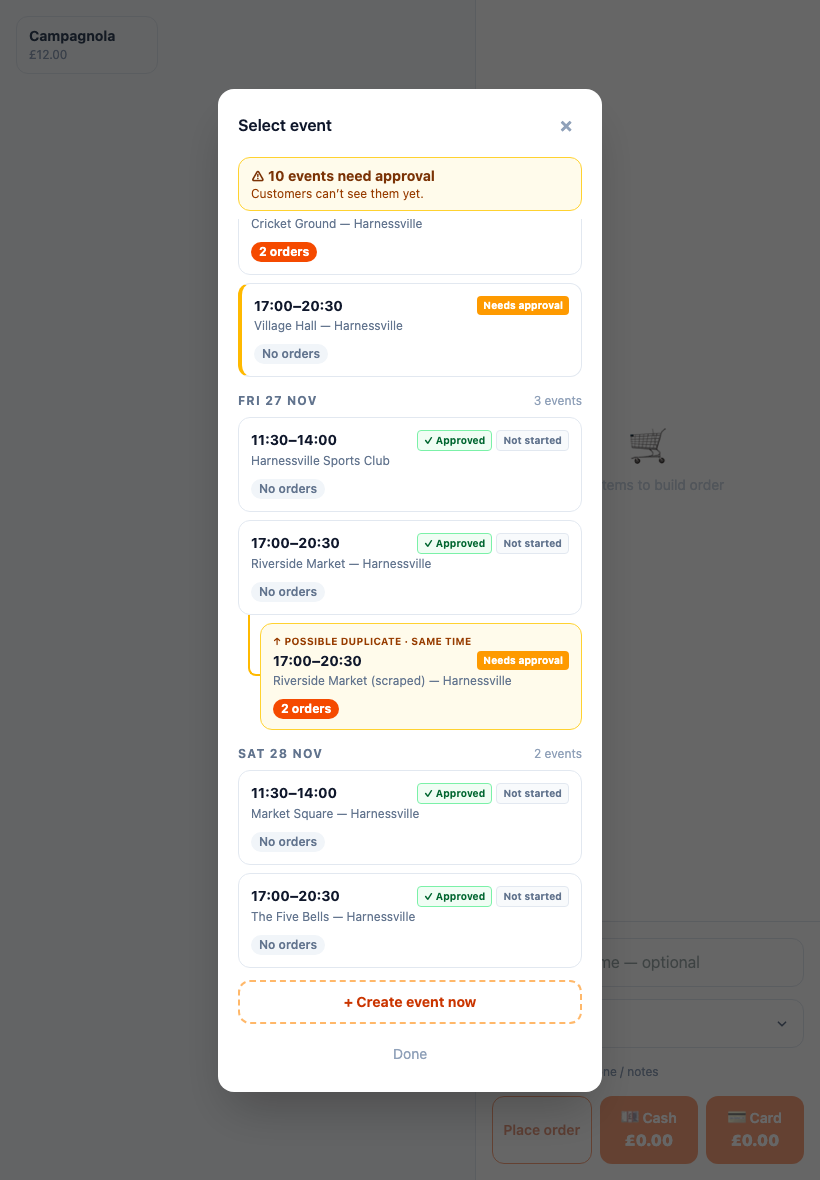 Campagnola
£12.00
Select event
×
⚠ 10 events need approval
Customers can't see them yet.
Cricket Ground — Harnessville
2 orders
17:00–20:30
Needs approval
Village Hall — Harnessville
No orders
FRI 27 NOV
3 events
11:30–14:00
✓ Approved
Not started
Harnessville Sports Club
No orders
17:00–20:30
✓ Approved
Not started
Riverside Market — Harnessville
No orders
↑ POSSIBLE DUPLICATE · SAME TIME
17:00–20:30
Needs approval
Riverside Market (scraped) — Harnessville
2 orders
SAT 28 NOV
2 events
11:30–14:00
✓ Approved
Not started
Market Square — Harnessville
No orders
17:00–20:30
✓ Approved
Not started
The Five Bells — Harnessville
No orders
+ Create event now
Done
to build order
— optional
/ notes
Place order
Cash
£0.00
Card
£0.00